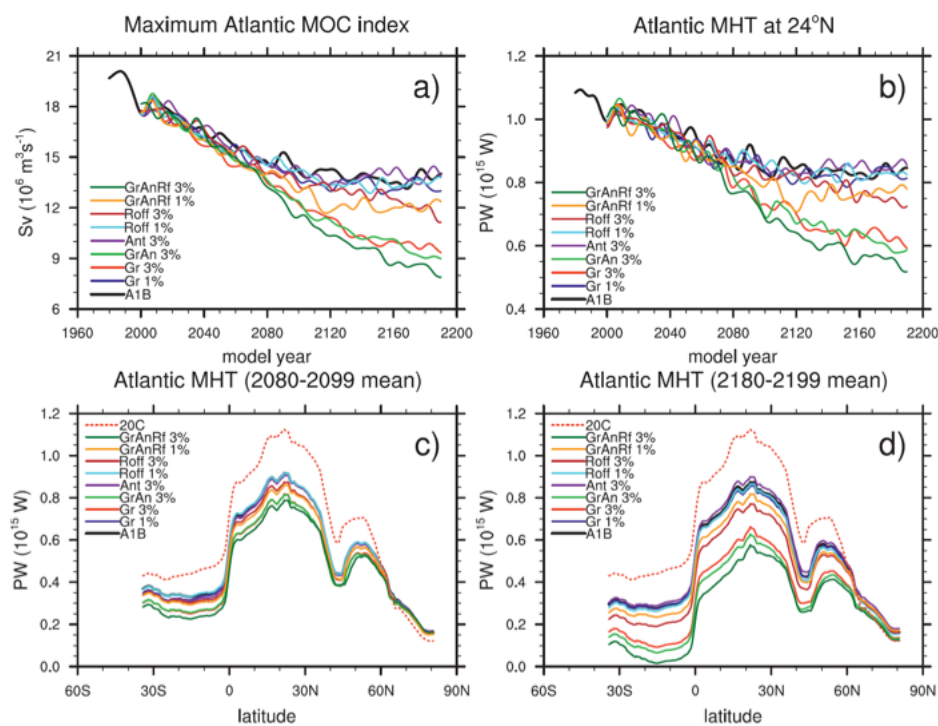 Maximum Atlantic MOC index
a)
21
18
15
12
9
6
Sv (10⁶ m³s⁻¹)
GrAnRf 3%
GrAnRf 1%
Roff 3%
Roff 1%
Ant 3%
GrAn 3%
Gr 3%
Gr 1%
A1B
1960 2000 2040 2080 2120 2160 2200
model year
Atlantic MHT at 24°N
b)
1.2
1.0
0.8
0.6
0.4
PW (10¹⁵ W)
GrAnRf 3%
GrAnRf 1%
Roff 3%
Roff 1%
Ant 3%
GrAn 3%
Gr 3%
Gr 1%
A1B
1960 2000 2040 2080 2120 2160 2200
model year
Atlantic MHT (2080-2099 mean)
c)
1.2
1.0
0.8
0.6
0.4
0.2
0.0
PW (10¹⁵ W)
20C
GrAnRf 3%
GrAnRf 1%
Roff 3%
Roff 1%
Ant 3%
GrAn 3%
Gr 3%
Gr 1%
A1B
60S 30S 0 30N 60N 90N
latitude
Atlantic MHT (2180-2199 mean)
d)
1.2
1.0
0.8
0.6
0.4
0.2
0.0
PW (10¹⁵ W)
20C
GrAnRf 3%
GrAnRf 1%
Roff 3%
Roff 1%
Ant 3%
GrAn 3%
Gr 3%
Gr 1%
A1B
60S 30S 0 30N 60N 90N
latitude